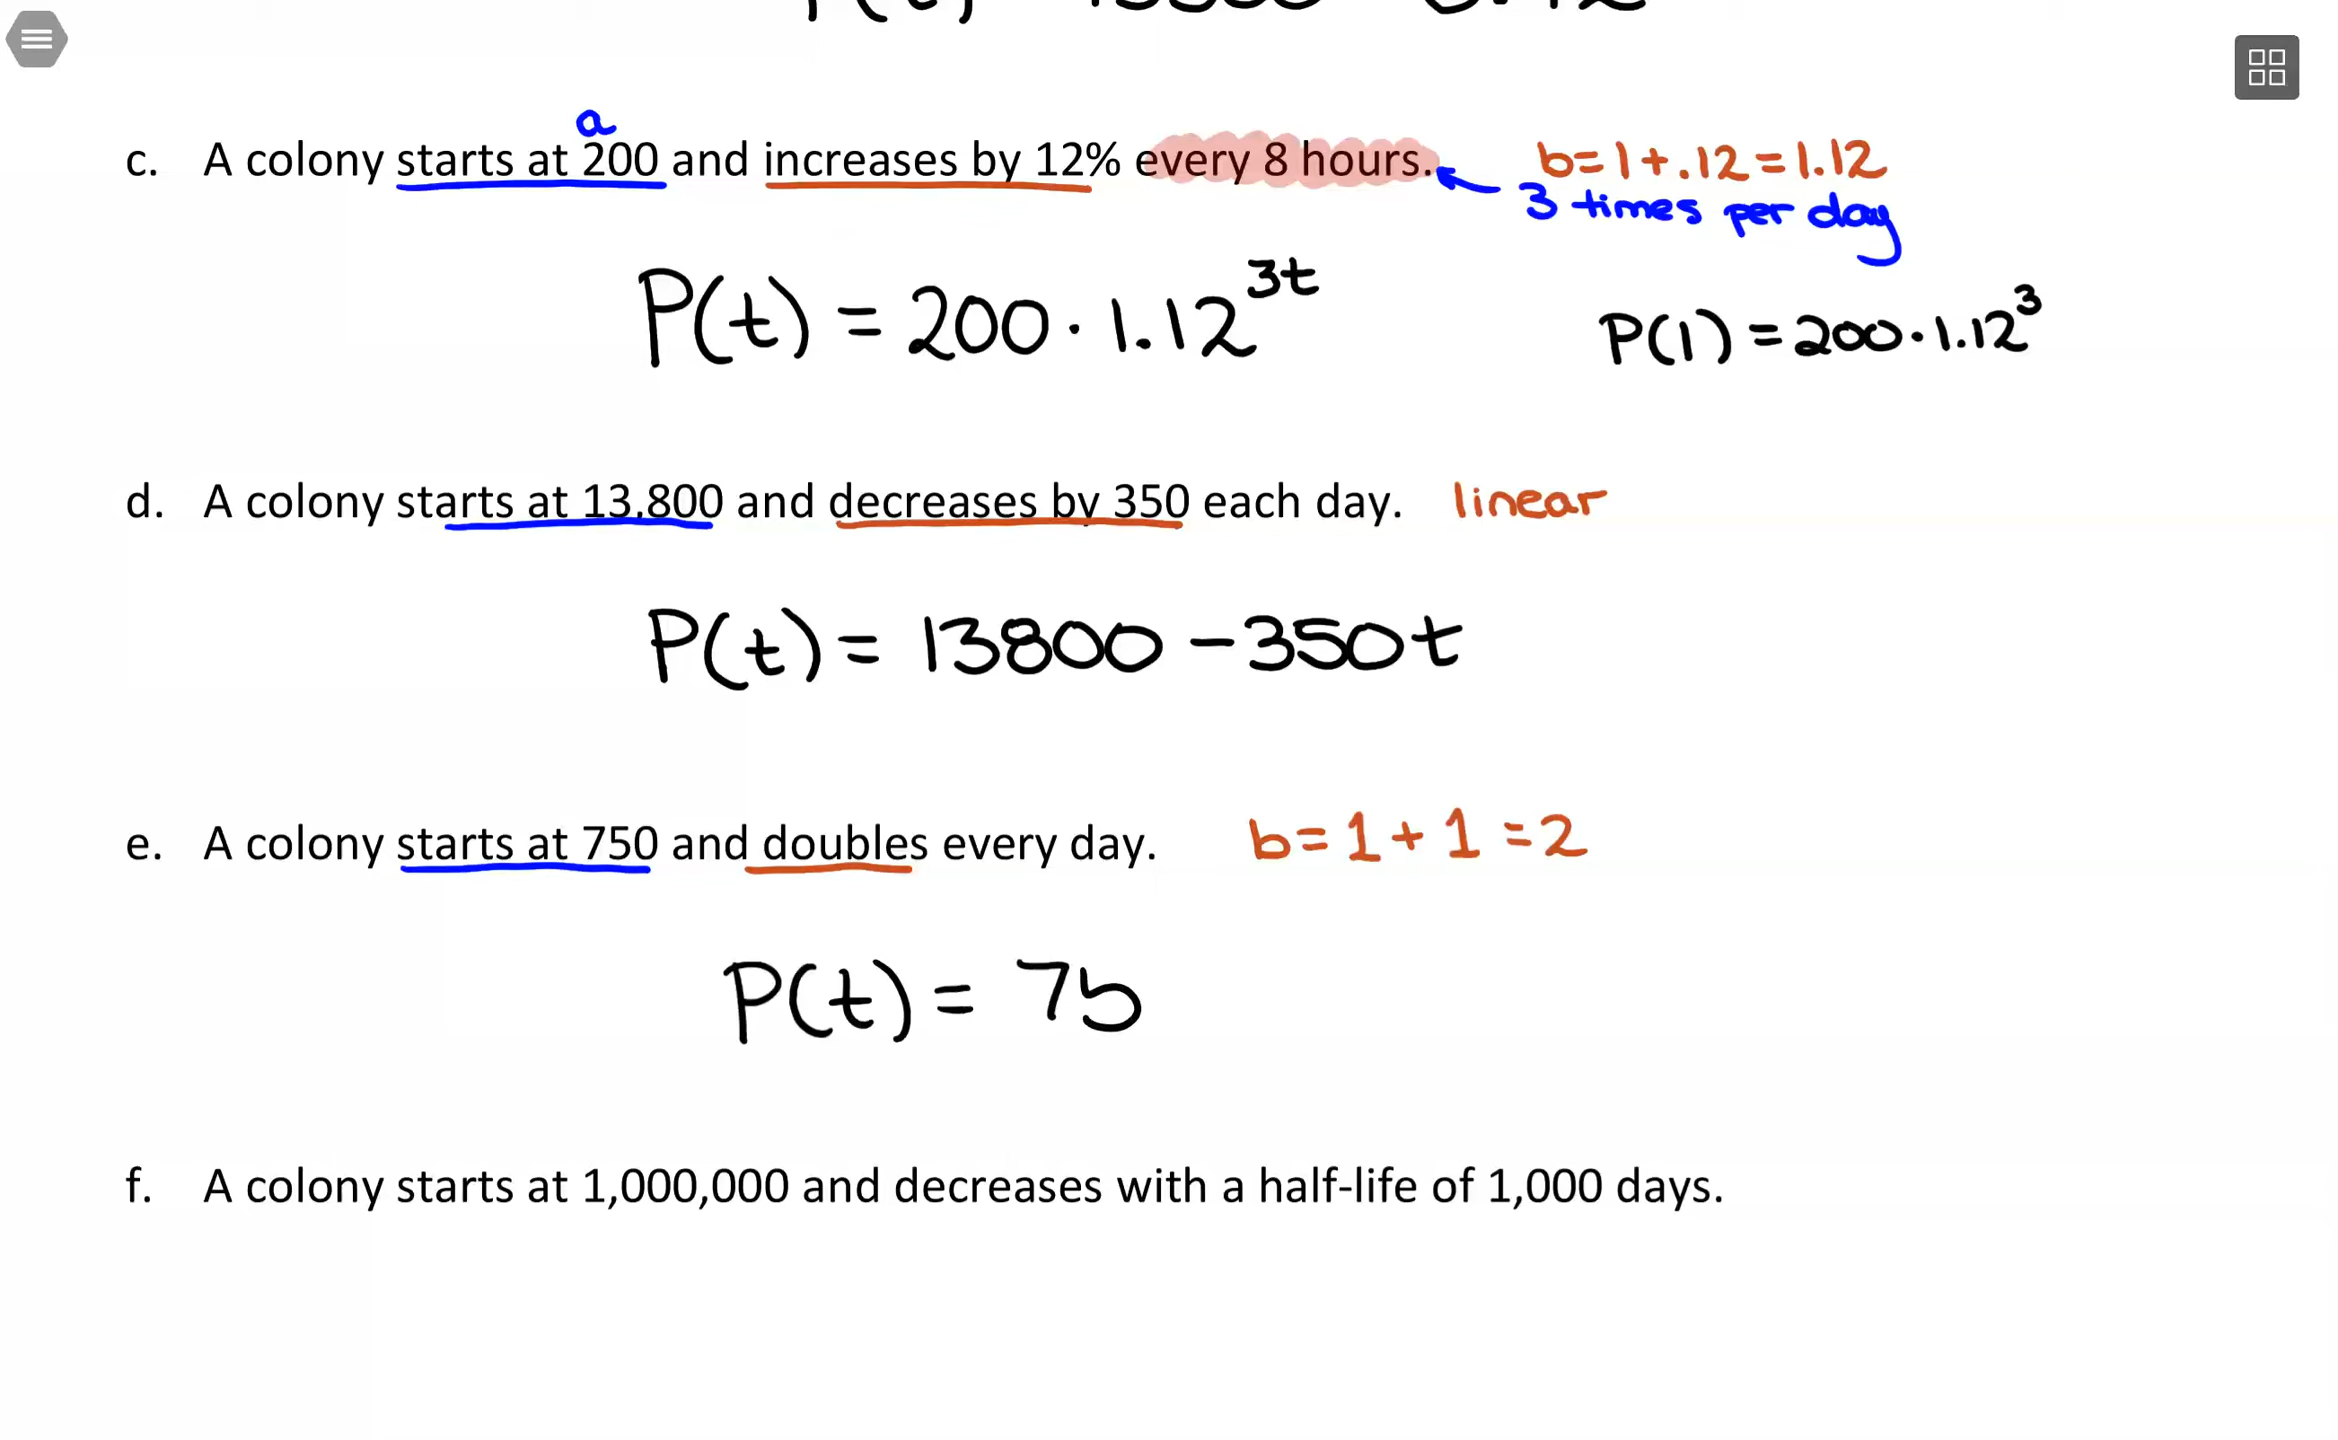 a
c. A colony starts at 200 and increases by 12% every 8 hours. b=1+.12=1.12
3 times per day
P(t) = 200·1.12^3t
P(1) = 200·1.12^3
d. A colony starts at 13,800 and decreases by 350 each day. linear
P(t) = 13800 -350t
e. A colony starts at 750 and doubles every day. b=1+1=2
P(t) = 75
f. A colony starts at 1,000,000 and decreases with a half-life of 1,000 days.